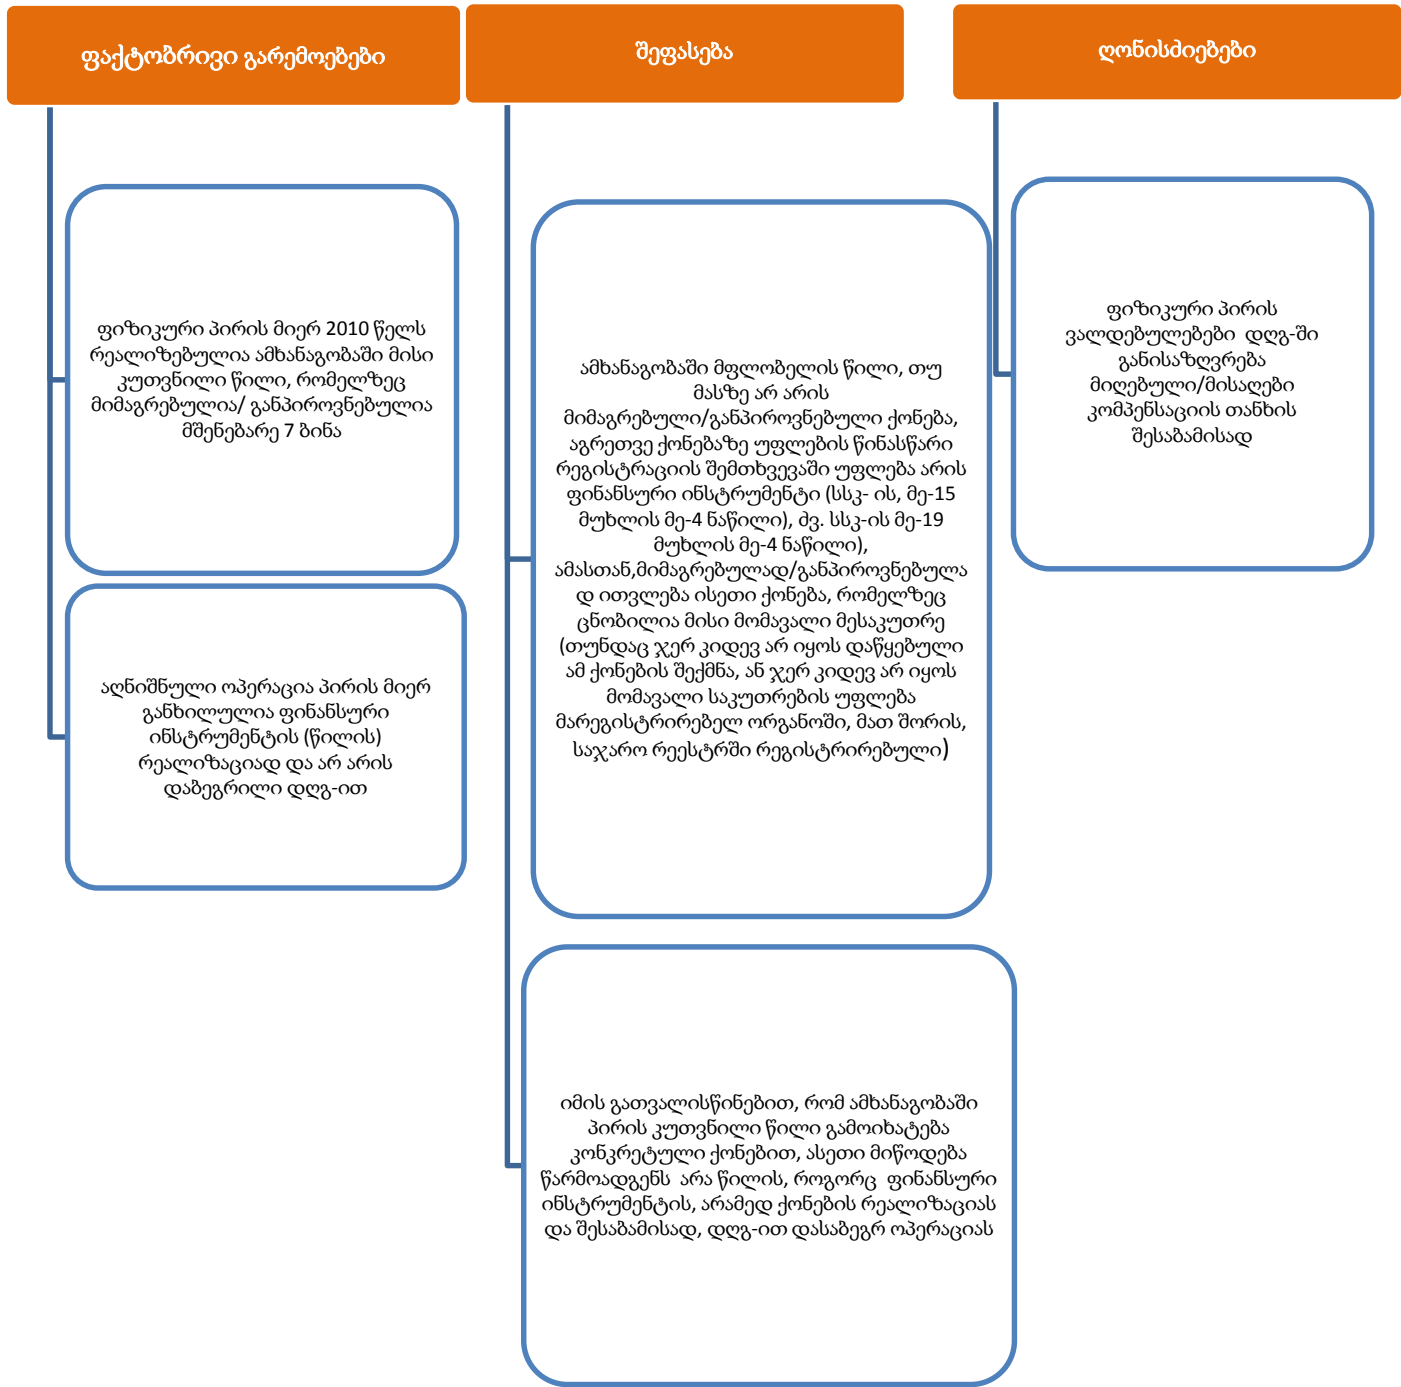 ფაქტობრივი გარემოებები
ფიზიკური პირის მიერ 2010 წელს
რეალიზებულია ამხანაგობაში მისი
კუთვნილი წილი, რომელზეც
მიმაგრებულია/ განპიროვნებულია
მშენებარე 7 ბინა
აღნიშნული ოპერაცია პირის მიერ
განხილულია ფინანსური
ინსტრუმენტის (წილის)
რეალიზაციად და არ არის
დაბეგრილი დღგ-ით
შეფასება
ამხანაგობაში მფლობელის წილი, თუ
მასზე არ არის
მიმაგრებული/განპიროვნებული ქონება,
აგრეთვე ქონებაზე უფლების წინასწარი
რეგისტრაციის შემთხვევაში უფლება არის
ფინანსური ინსტრუმენტი (სსკ- ის, მე-15
მუხლის მე-4 ნაწილი), ძვ. სსკ-ის მე-19
მუხლის მე-4 ნაწილი),
ამასთან,მიმაგრებულად/განპიროვნებულა
დ ითვლება ისეთი ქონება, რომელზეც
ცნობილია მისი მომავალი მესაკუთრე
(თუნდაც ჯერ კიდევ არ იყოს დაწყებული
ამ ქონების შექმნა, ან ჯერ კიდევ არ იყოს
მომავალი საკუთრების უფლება
მარეგისტრირებელ ორგანოში, მათ შორის,
საჯარო რეესტრში რეგისტრირებული)
იმის გათვალისწინებით, რომ ამხანაგობაში
პირის კუთვნილი წილი გამოიხატება
კონკრეტული ქონებით, ასეთი მიწოდება
წარმოადგენს არა წილის, როგორც ფინანსური
ინსტრუმენტის, არამედ ქონების რეალიზაციას
და შესაბამისად, დღგ-ით დასაბეგრ ოპერაციას
ღონისძიებები
ფიზიკური პირის
ვალდებულებები დღგ-ში
განისაზღვრება
მიღებული/მისაღები
კომპენსაციის თანხის
შესაბამისად